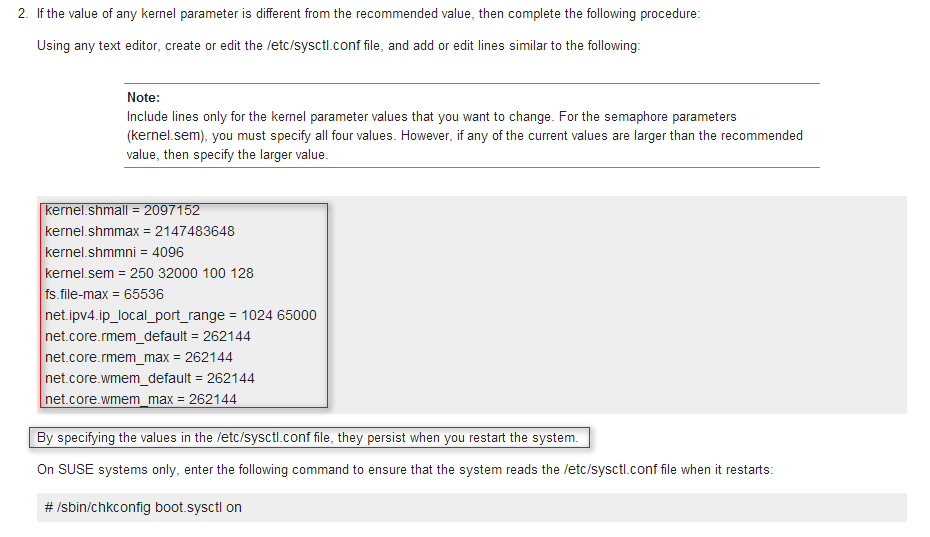 2. If the value of any kernel parameter is different from the recommended value, then complete the following procedure:
Using any text editor, create or edit the /etc/sysctl.conf file, and add or edit lines similar to the following:
Note:
Include lines only for the kernel parameter values that you want to change. For the semaphore parameters
(kernel.sem), you must specify all four values. However, if any of the current values are larger than the recommended
value, then specify the larger value.
kernel.shmall = 2097152
kernel.shmmax = 2147483648
kernel.shmmni = 4096
kernel.sem = 250 32000 100 128
fs.file-max = 65536
net.ipv4.ip_local_port_range = 1024 65000
net.core.rmem_default = 262144
net.core.rmem_max = 262144
net.core.wmem_default = 262144
net.core.wmem_max = 262144
By specifying the values in the /etc/sysctl.conf file, they persist when you restart the system.
On SUSE systems only, enter the following command to ensure that the system reads the /etc/sysctl.conf file when it restarts:
# /sbin/chkconfig boot.sysctl on